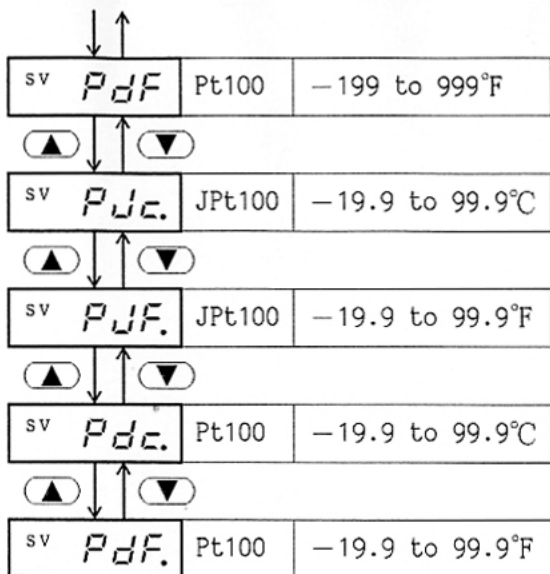 SV PdF Pt100 −199 to 999°F
▲ ▼
SV PJc. JPt100 −19.9 to 99.9°C
▲ ▼
SV PJF. JPt100 −19.9 to 99.9°F
▲ ▼
SV Pdc. Pt100 −19.9 to 99.9°C
▲ ▼
SV PdF. Pt100 −19.9 to 99.9°F